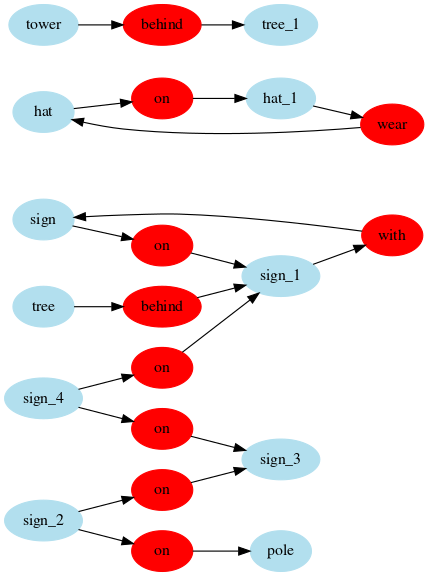 tower behind tree_1
hat on hat_1 wear
sign on sign_1 with
tree behind
on
sign_4 on sign_3
on
sign_2 on pole